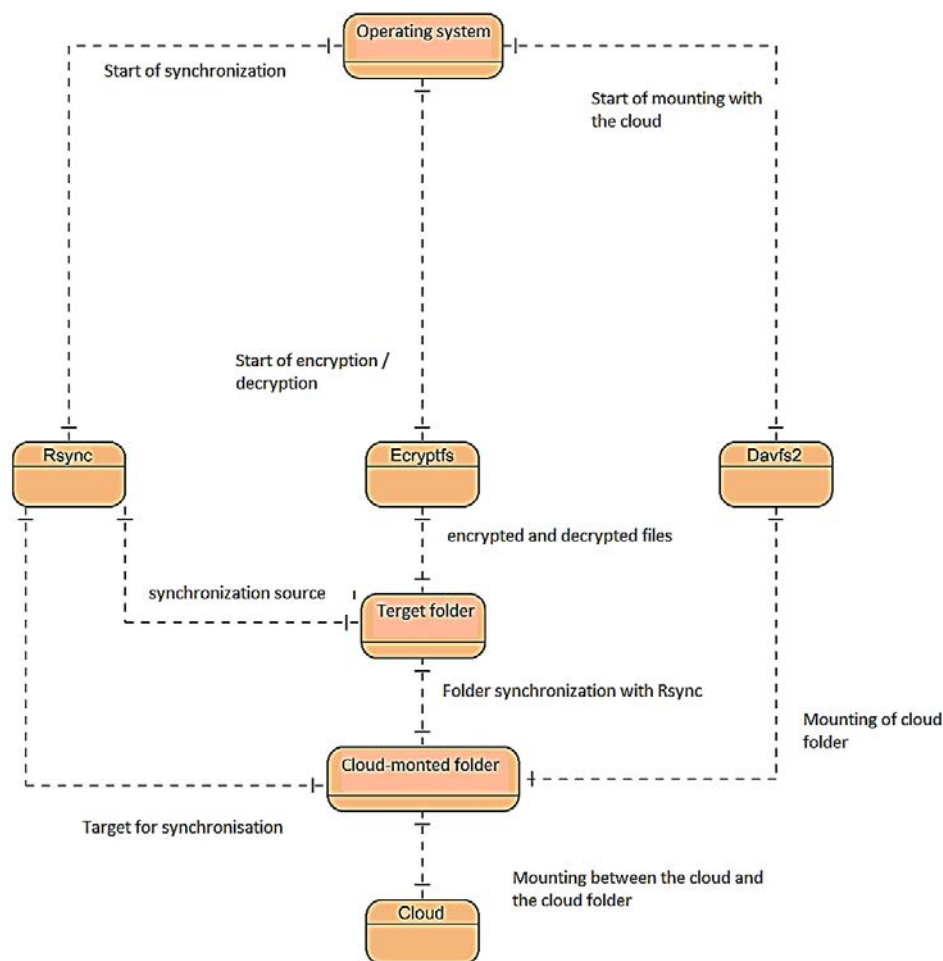 Operating system
Start of synchronization
Start of mounting with
the cloud
Start of encryption /
decryption
Rsync
Ecryptfs
Davfs2
encrypted and decrypted files
synchronization source
Terget folder
Folder synchronization with Rsync
Mounting of cloud
folder
Cloud-monted folder
Target for synchronisation
Mounting between the cloud and
the cloud folder
Cloud